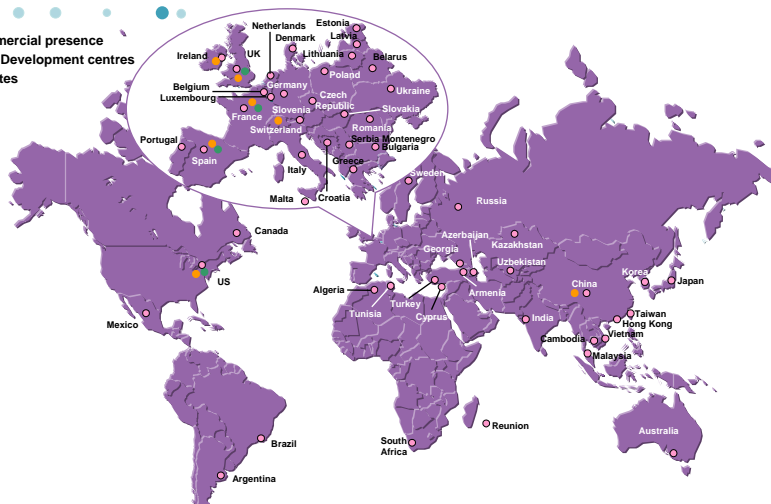 mercial presence
Development centres
tes
Netherlands
Denmark
Estonia
Latvia
Lithuania
Belarus
Ireland
UK
Poland
Ukraine
Belgium
Germany
Luxembourg
Czech
Republic
Slovakia
France
Slovenia
Switzerland
Romania
Serbia Montenegro
Bulgaria
Portugal
Spain
Italy
Greece
Malta
Croatia
Sweden
Russia
Canada
Azerbaijan
Georgia
Kazakhstan
Uzbekistan
US
Algeria
Tunisia
Turkey
Cyprus
Armenia
China
Korea
Japan
Mexico
India
Taiwan
Hong Kong
Cambodia
Vietnam
Malaysia
Brazil
South
Africa
Reunion
Australia
Argentina